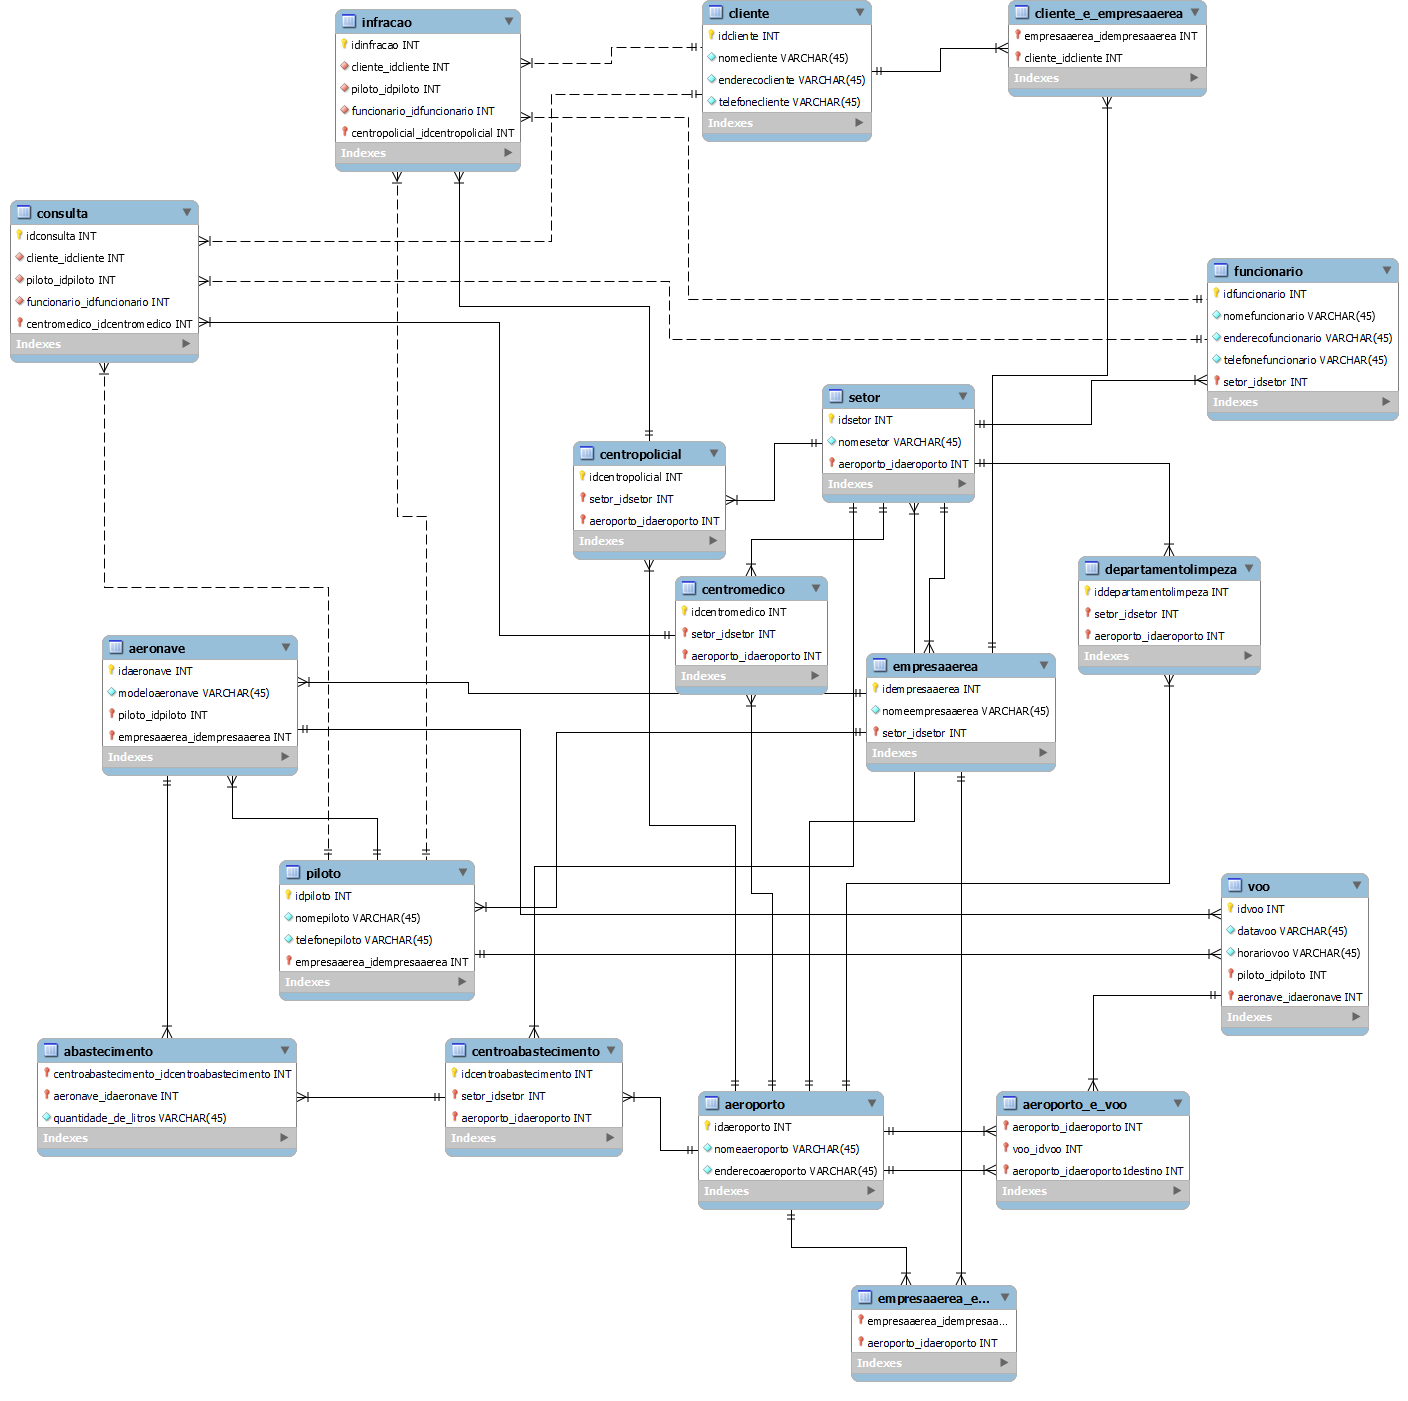 infracao
idinfracao INT
cliente_idcliente INT
piloto_idpiloto INT
funcionario_idfuncionario INT
centropolicial_idcentropolicial INT
Indexes
cliente
idcliente INT
nomecliente VARCHAR(45)
enderecocliente VARCHAR(45)
telefonecliente VARCHAR(45)
Indexes
cliente_e_empresaaerea
empresaaerea_idempresaaerea INT
cliente_idcliente INT
Indexes
consulta
idconsulta INT
cliente_idcliente INT
piloto_idpiloto INT
funcionario_idfuncionario INT
centromedico_idcentromedico INT
Indexes
funcionario
idfuncionario INT
nomefuncionario VARCHAR(45)
enderecofuncionario VARCHAR(45)
telefonefuncionario VARCHAR(45)
setor_idsetor INT
Indexes
setor
idsetor INT
nomesetor VARCHAR(45)
aeroporto_idaeroporto INT
Indexes
centropolicial
idcentropolicial INT
setor_idsetor INT
aeroporto_idaeroporto INT
Indexes
centromedico
idcentromedico INT
setor_idsetor INT
aeroporto_idaeroporto INT
Indexes
departamentolimpeza
iddepartamentolimpeza INT
setor_idsetor INT
aeroporto_idaeroporto INT
Indexes
aeronave
idaeronave INT
modeloaeronave VARCHAR(45)
piloto_idpiloto INT
empresaaerea_idempresaaerea INT
Indexes
empresaaerea
idempresaaerea INT
nomeempresaaerea VARCHAR(45)
setor_idsetor INT
Indexes
piloto
idpiloto INT
nomepiloto VARCHAR(45)
telefonepiloto VARCHAR(45)
empresaaerea_idempresaaerea INT
Indexes
voo
idvoo INT
datavoo VARCHAR(45)
horariovoo VARCHAR(45)
piloto_idpiloto INT
aeronave_idaeronave INT
Indexes
abastecimento
centroabastecimento_idcentroabastecimento INT
aeronave_idaeronave INT
quantidade_de_litros VARCHAR(45)
Indexes
centroabastecimento
idcentroabastecimento INT
setor_idsetor INT
aeroporto_idaeroporto INT
Indexes
aeroporto
idaeroporto INT
nomeaeroporto VARCHAR(45)
enderecoaeroporto VARCHAR(45)
Indexes
aeroporto_e_voo
aeroporto_idaeroporto INT
voo_idvoo INT
aeroporto_idaeroporto1destino INT
Indexes
empresaaerea_e...
empresaaerea_idempresaa...
aeroporto_idaeroporto INT
Indexes